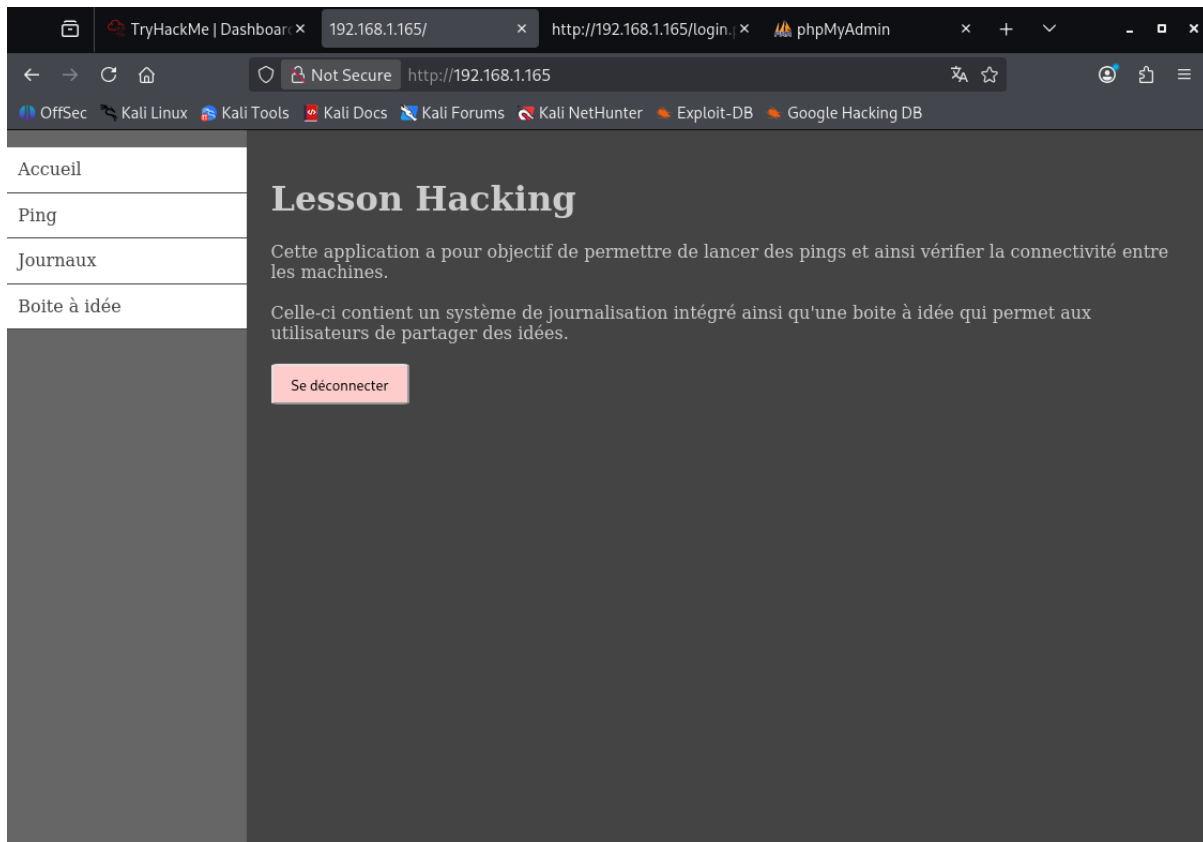 TryHackMe | Dashboar
192.168.1.165/
http://192.168.1.165/login.
phpMyAdmin
Not Secure http://192.168.1.165
OffSec Kali Linux Kali Tools Kali Docs Kali Forums Kali NetHunter Exploit-DB Google Hacking DB
Accueil
Ping
Journaux
Boite à idée
Lesson Hacking
Cette application a pour objectif de permettre de lancer des pings et ainsi vérifier la connectivité entre
les machines.
Celle-ci contient un système de journalisation intégré ainsi qu'une boite à idée qui permet aux
utilisateurs de partager des idées.
Se déconnecter